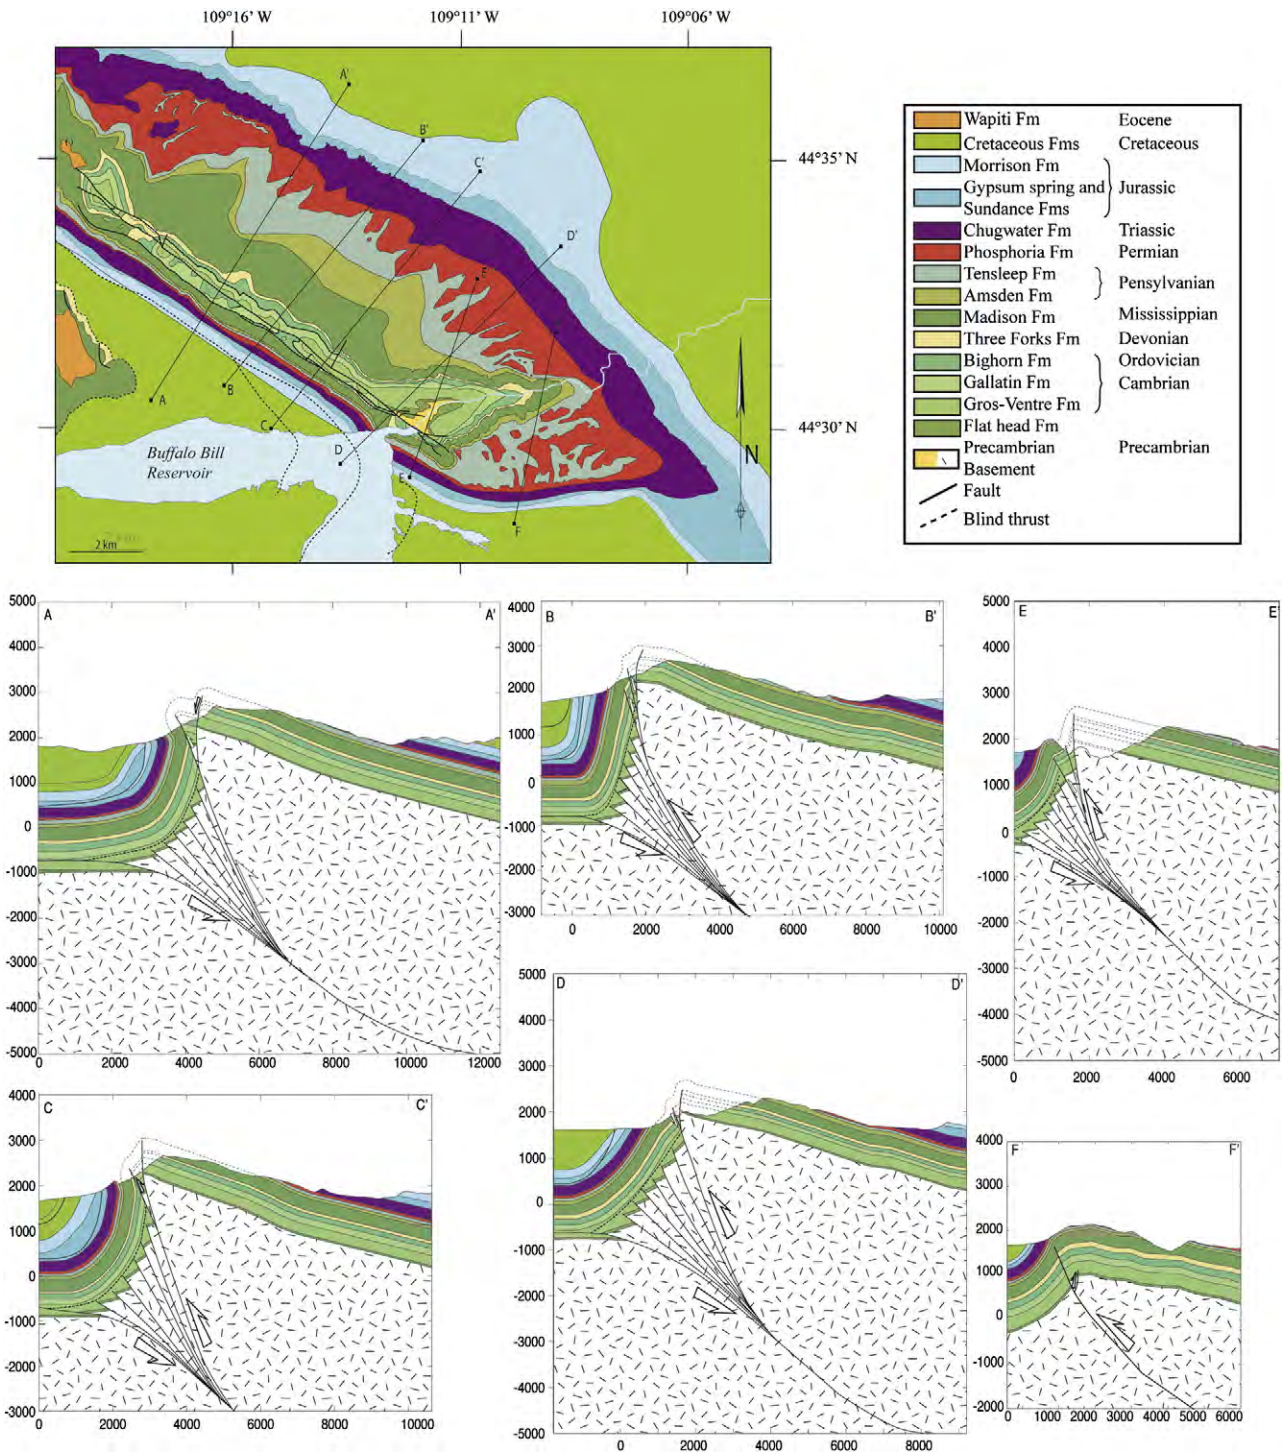 109°16' W
109°11' W
109°06' W
A'
B'
C'
D'
E'
A
B
C
D
E
F
44°35' N
44°30' N
Buffalo Bill
Reservoir
N
2 km
Wapiti Fm Eocene
Cretaceous Fms Cretaceous
Morrison Fm
Gypsum spring and
Sundance Fms
Jurassic
Chugwater Fm Triassic
Phosphoria Fm Permian
Tensleep Fm
Amsden Fm
Pensylvanian
Madison Fm Mississippian
Three Forks Fm Devonian
Bighorn Fm Ordovician
Gallatin Fm Cambrian
Gros-Ventre Fm
Flat head Fm
Precambrian Precambrian
Basement
Fault
Blind thrust
A A'
5000
4000
3000
2000
1000
0
-1000
-2000
-3000
-4000
-5000
0 2000 4000 6000 8000 10000 12000
B B'
4000
3000
2000
1000
0
-1000
-2000
-3000
0 2000 4000 6000 8000 10000
E E'
5000
4000
3000
2000
1000
0
-1000
-2000
-3000
-4000
-5000
0 2000 4000 6000
C C'
4000
3000
2000
1000
0
-1000
-2000
-3000
0 2000 4000 6000 8000 10000
D D'
5000
4000
3000
2000
1000
0
-1000
-2000
-3000
-4000
-5000
0 2000 4000 6000 8000
F F'
4000
3000
2000
1000
0
-1000
-2000
0 1000 2000 3000 4000 5000 6000